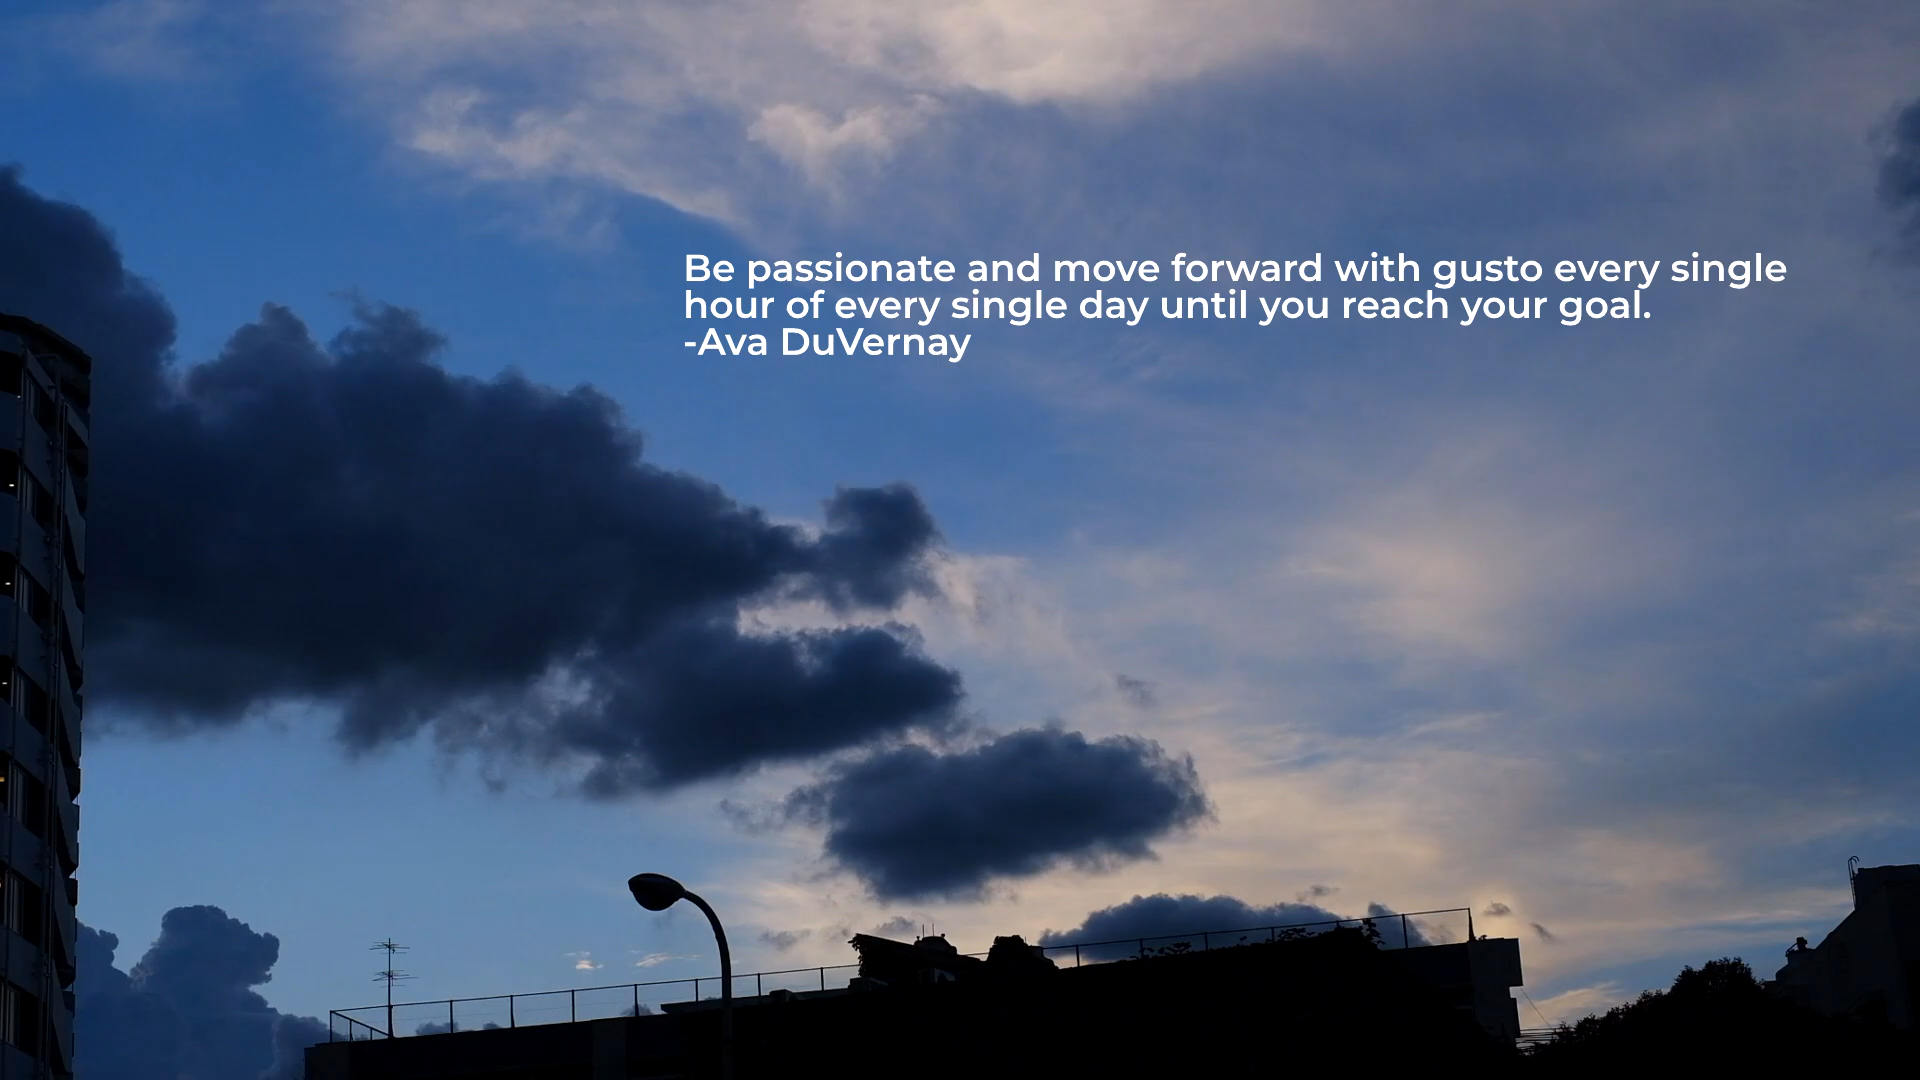 Be passionate and move forward with gusto every single
hour of every single day until you reach your goal.
-Ava DuVernay